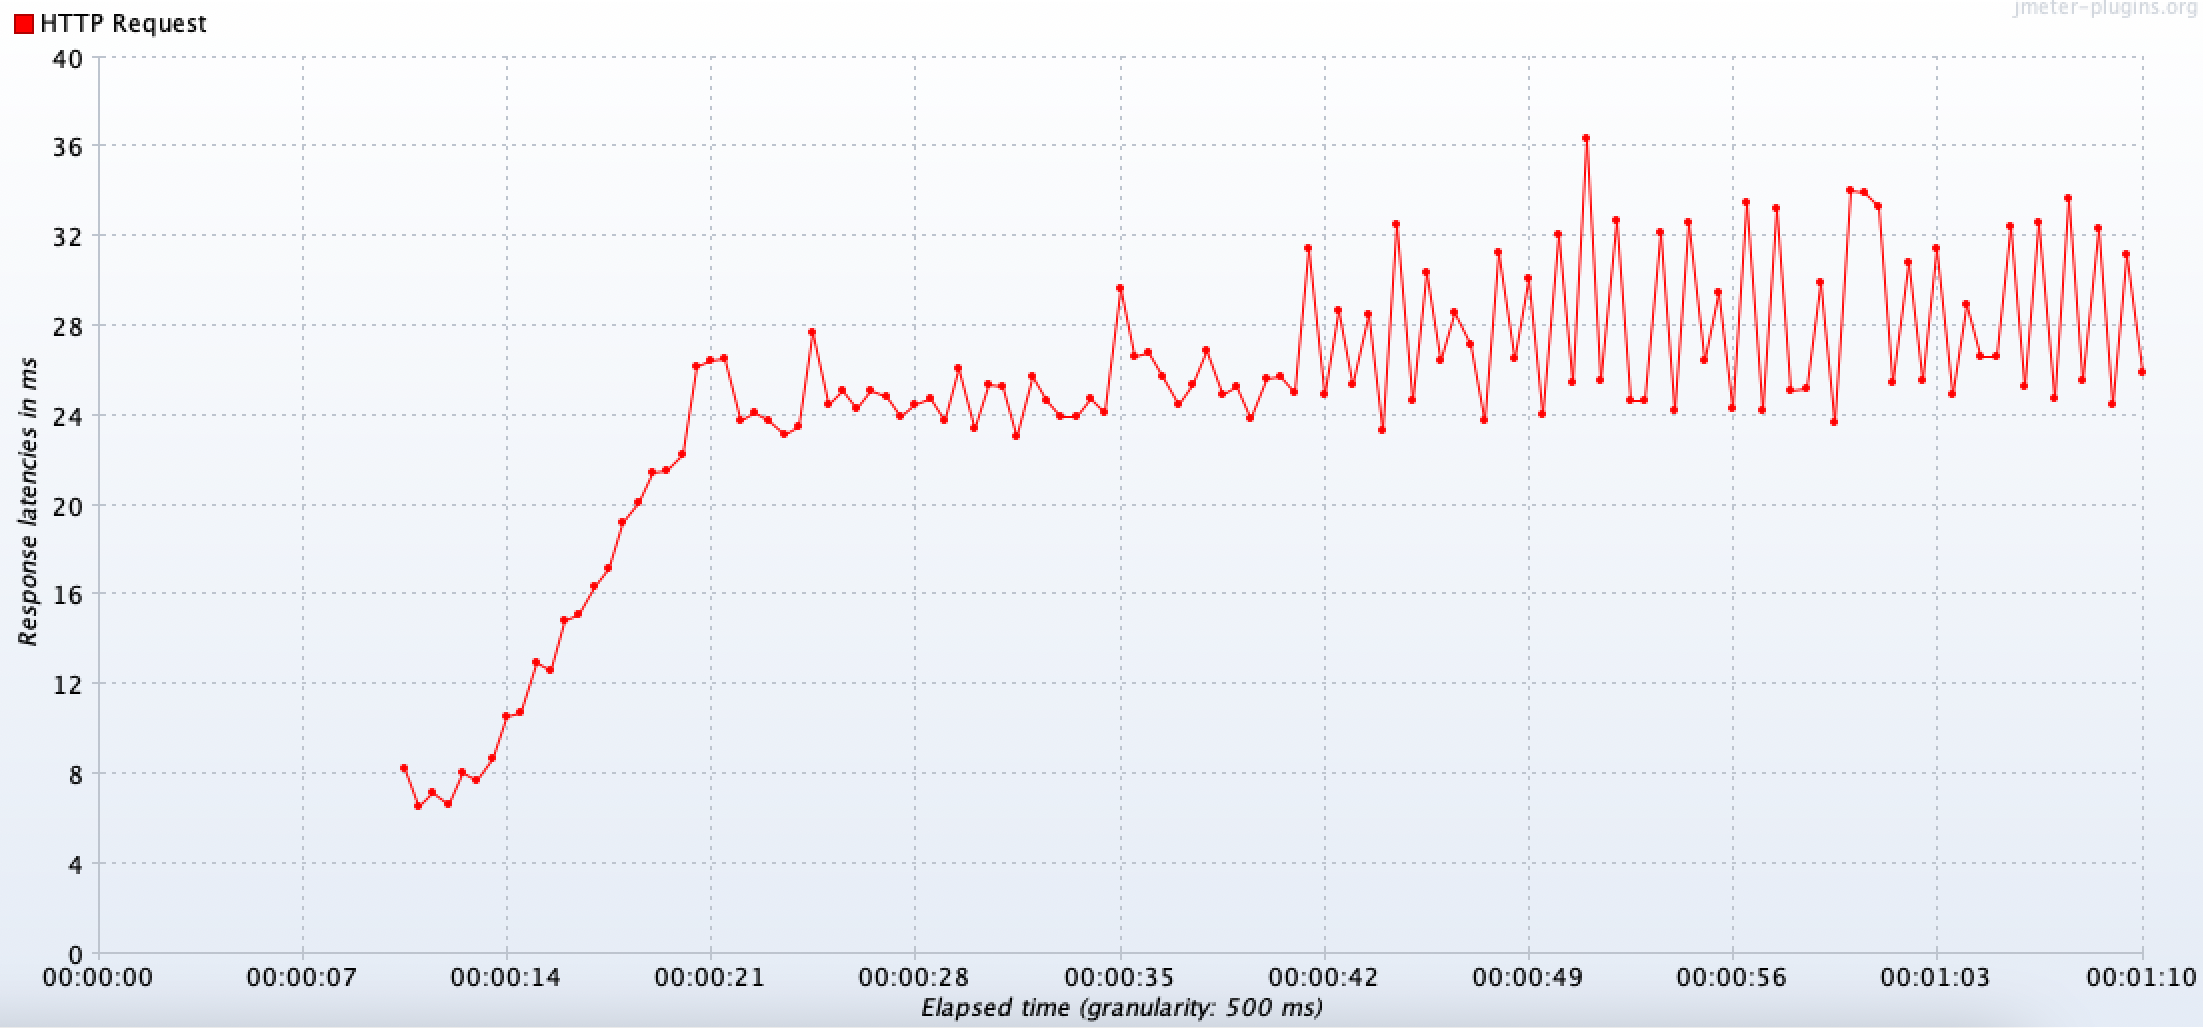 jmeter-plugins.org
HTTP Request
40
36
32
28
24
20
16
12
8
4
0
Response latencies in ms
00:00:00 00:00:07 00:00:14 00:00:21 00:00:28 00:00:35 00:00:42 00:00:49 00:00:56 00:01:03 00:01:10
Elapsed time (granularity: 500 ms)